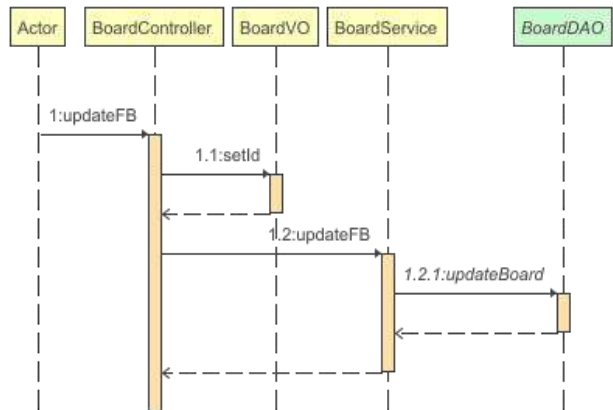 Actor BoardController BoardVO BoardService BoardDAO
1:updateFB
1.1:setId
1.2:updateFB
1.2.1:updateBoard